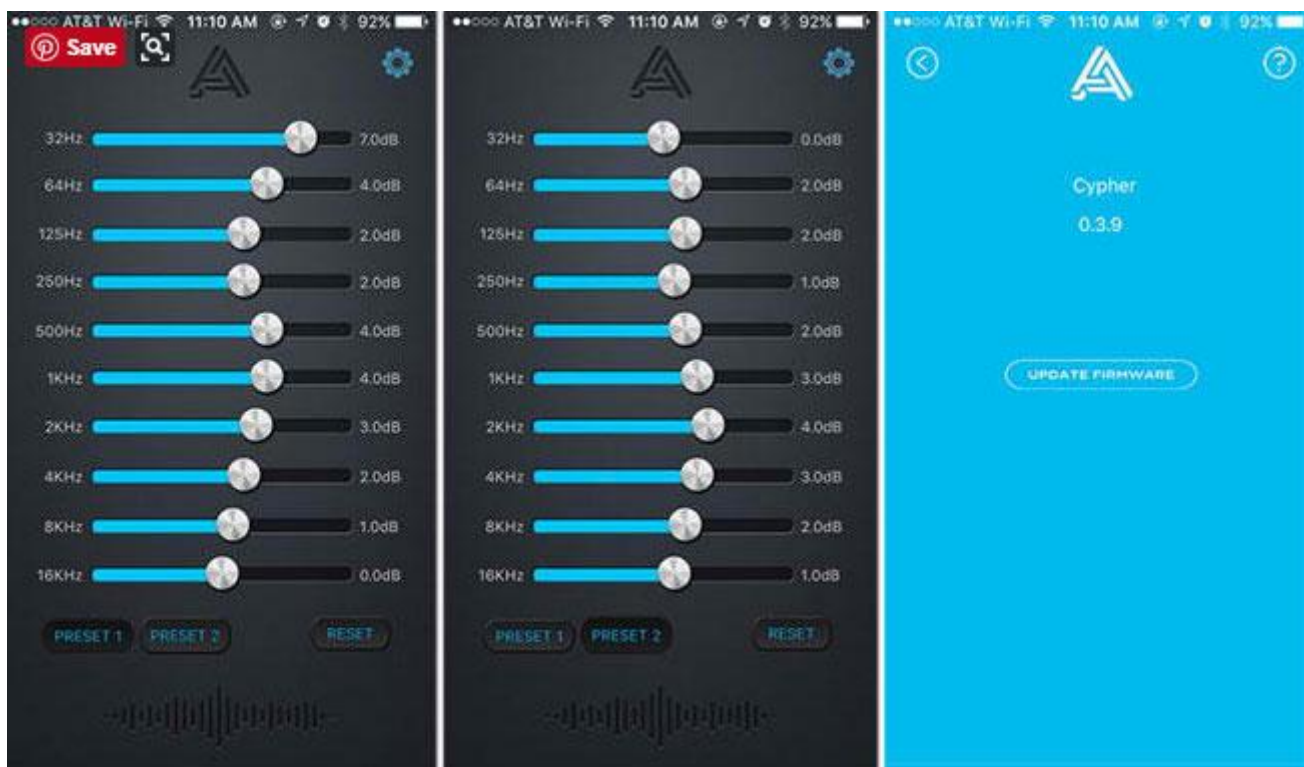 ●●○○○ AT&T Wi-Fi 11:10 AM 92%
Save
32Hz 7.0dB
64Hz 4.0dB
125Hz 2.0dB
250Hz 2.0dB
500Hz 4.0dB
1KHz 4.0dB
2KHz 3.0dB
4KHz 2.0dB
8KHz 1.0dB
16KHz 0.0dB
PRESET 1 PRESET 2 RESET
●●○○○ AT&T Wi-Fi 11:10 AM 92%
32Hz 0.0dB
64Hz 2.0dB
125Hz 2.0dB
250Hz 1.0dB
500Hz 2.0dB
1KHz 3.0dB
2KHz 4.0dB
4KHz 3.0dB
8KHz 2.0dB
16KHz 1.0dB
PRESET 1 PRESET 2 RESET
●●○○○ AT&T Wi-Fi 11:10 AM 92%
?
Cypher
0.3.9
UPDATE FIRMWARE